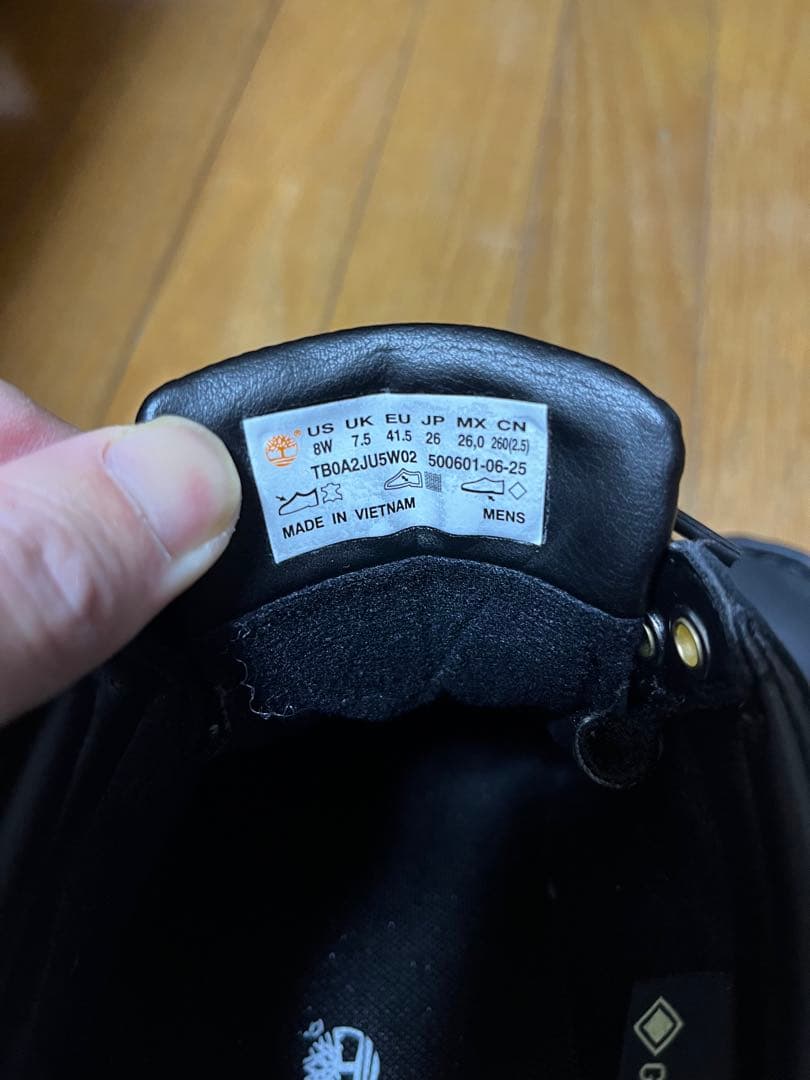 US UK EU JP MX CN
8W 7.5 41.5 26 26,0 260(2.5)
TB0A2JU5W02 500601-06-25
MADE IN VIETNAM MENS
G